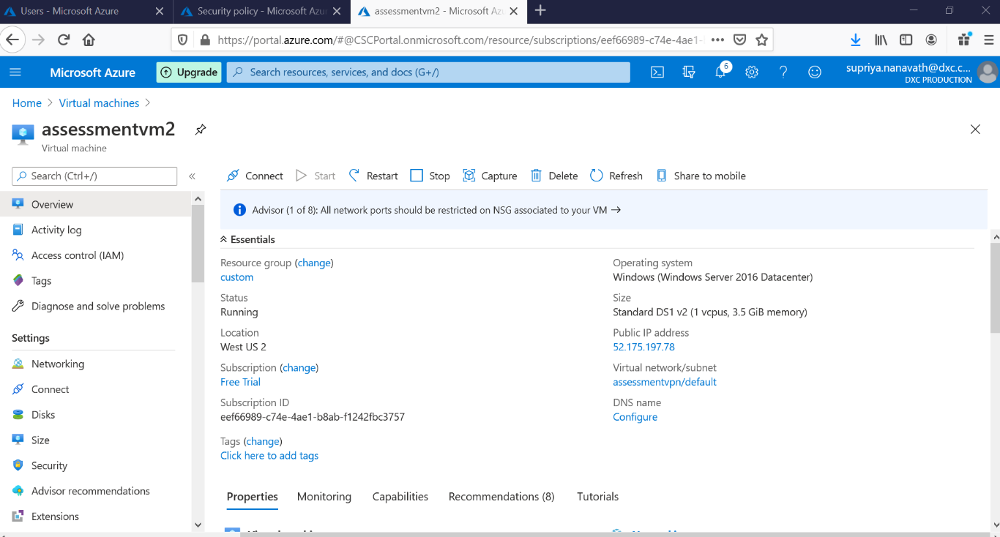 Users - Microsoft Azure
Security policy - Microsoft Azu
assessmentvm2 - Microsoft Azu
https://portal.azure.com/#@CSCPortal.onmicrosoft.com/resource/subscriptions/eef66989-c74e-4ae1-
Microsoft Azure
Upgrade
Search resources, services, and docs (G+/)
6
supriya.nanavath@dxc.c...
DXC PRODUCTION
Home > Virtual machines >
assessmentvm2
Virtual machine
Search (Ctrl+/)
«
Connect Start Restart Stop Capture Delete Refresh Share to mobile
Overview
Activity log
Access control (IAM)
Tags
Diagnose and solve problems
Settings
Networking
Connect
Disks
Size
Security
Advisor recommendations
Extensions
Advisor (1 of 8): All network ports should be restricted on NSG associated to your VM →
Essentials
Resource group (change)
custom
Status
Running
Location
West US 2
Subscription (change)
Free Trial
Subscription ID
eef66989-c74e-4ae1-b8ab-f1242fbc3757
Tags (change)
Click here to add tags
Operating system
Windows (Windows Server 2016 Datacenter)
Size
Standard DS1 v2 (1 vcpus, 3.5 GiB memory)
Public IP address
52.175.197.78
Virtual network/subnet
assessmentvpn/default
DNS name
Configure
Properties Monitoring Capabilities Recommendations (8) Tutorials